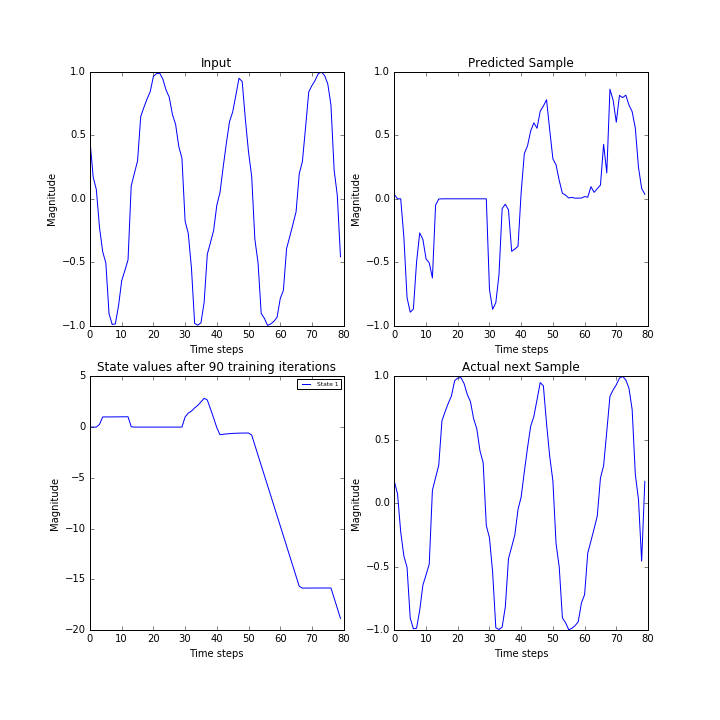 Input
Magnitude
1.0
0.5
0.0
−0.5
−1.0
0 10 20 30 40 50 60 70 80
Time steps
Predicted Sample
Magnitude
1.0
0.5
0.0
−0.5
−1.0
0 10 20 30 40 50 60 70 80
Time steps
State values after 90 training iterations
Magnitude
5
0
−5
−10
−15
−20
State 1
0 10 20 30 40 50 60 70 80
Time steps
Actual next Sample
Magnitude
1.0
0.5
0.0
−0.5
−1.0
0 10 20 30 40 50 60 70 80
Time steps